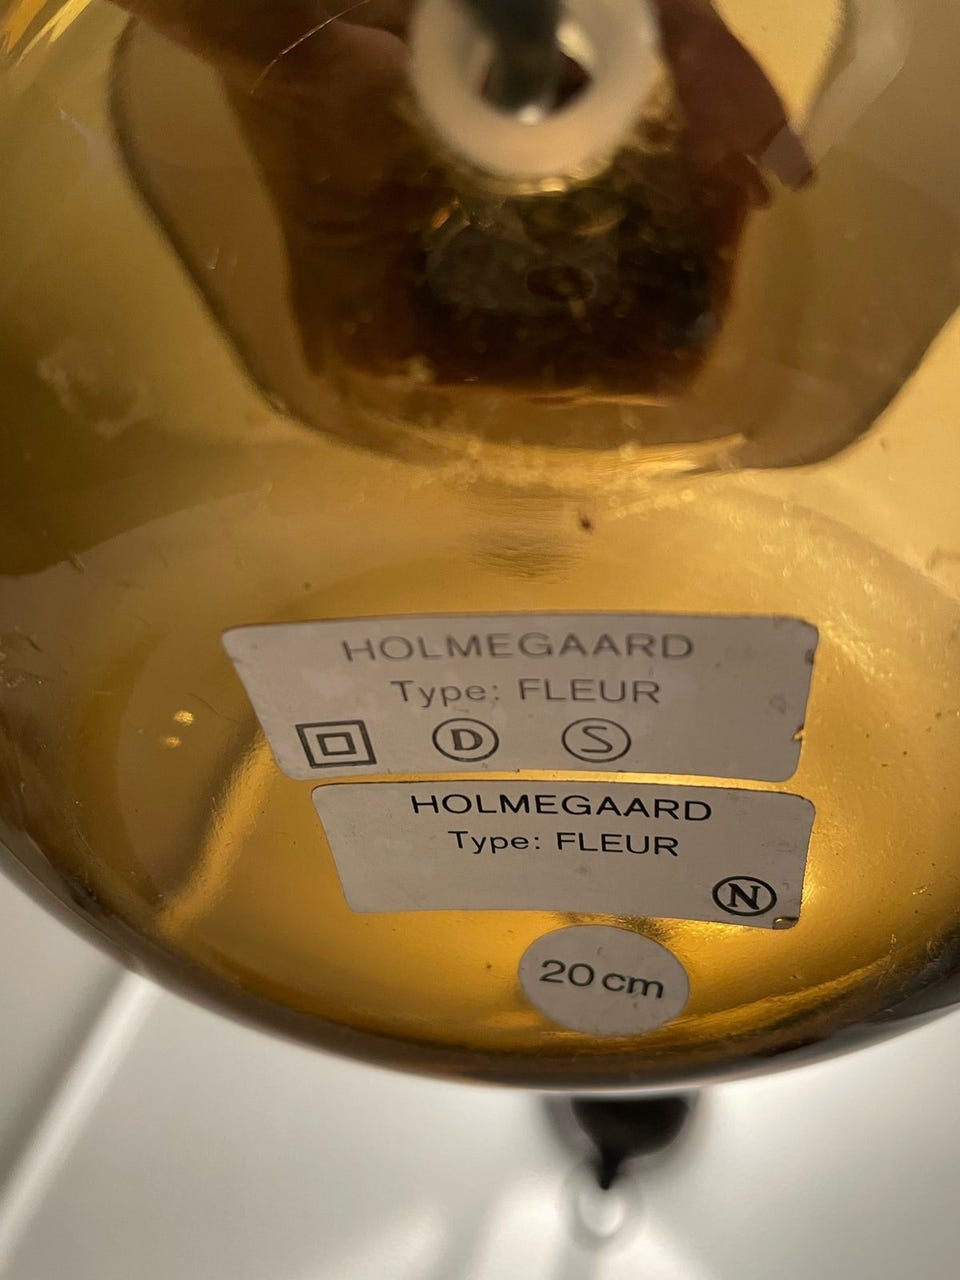 HOLMEGAARD
Type: FLEUR
D S
HOLMEGAARD
Type: FLEUR
N
20 cm